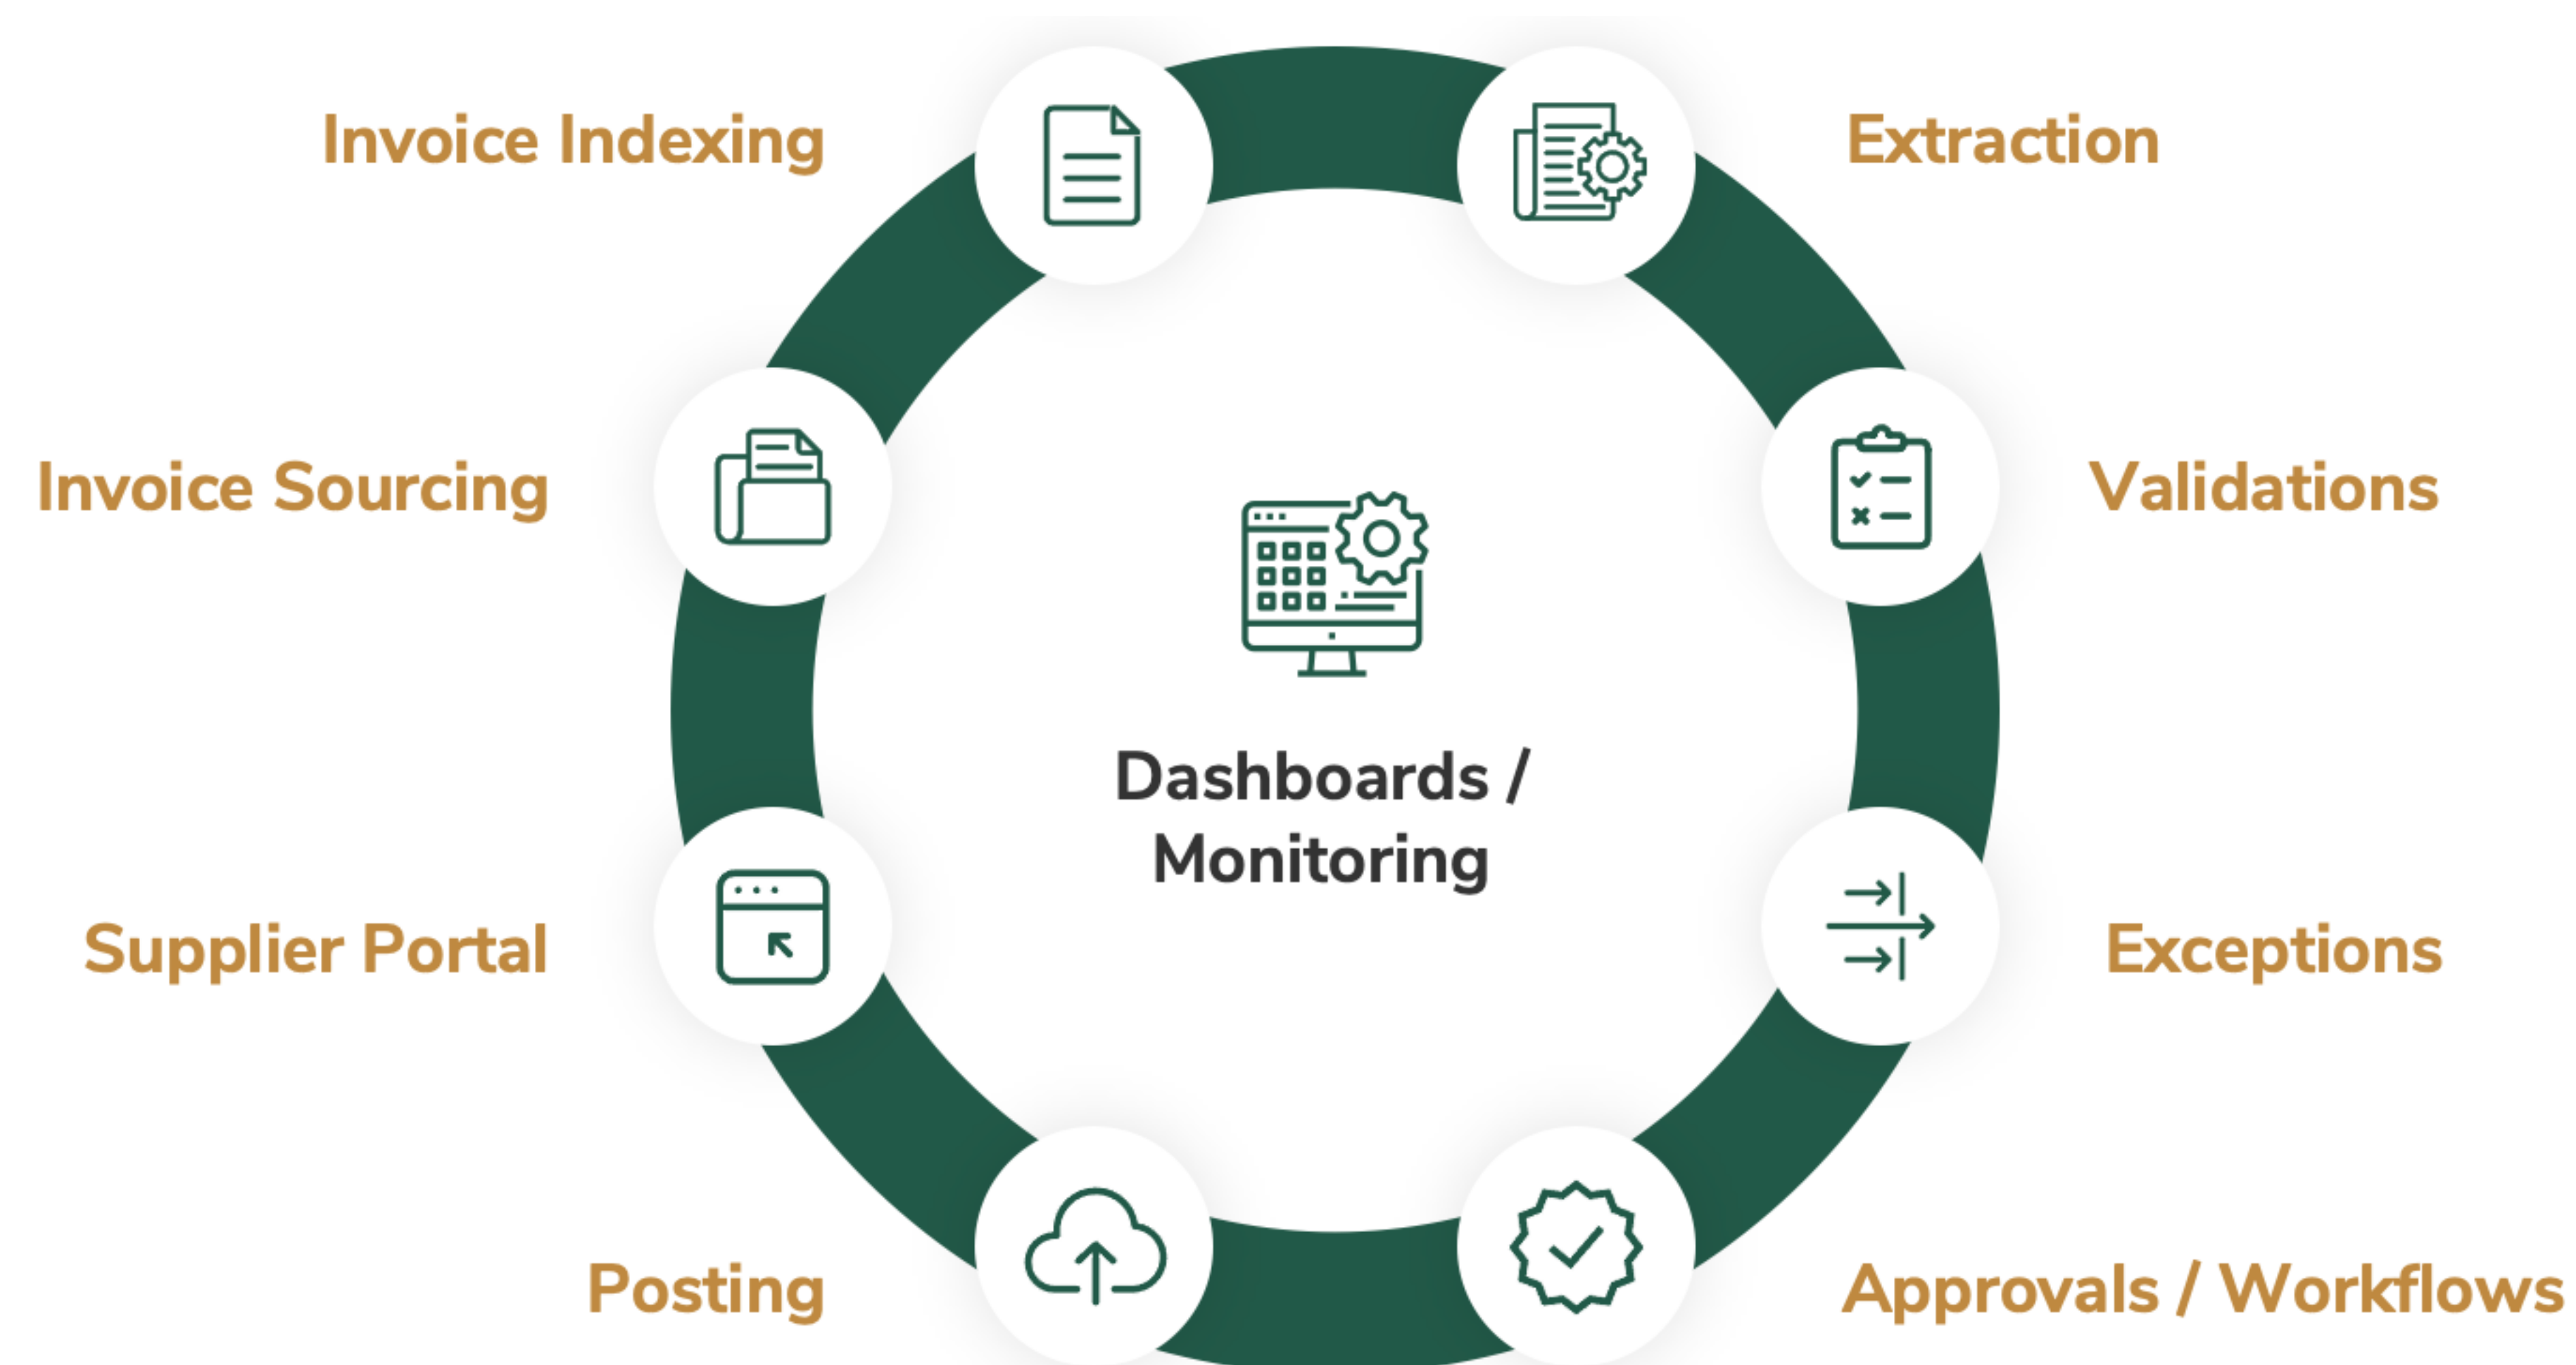 Invoice Indexing
Extraction
Invoice Sourcing
Validations
Dashboards /
Monitoring
Supplier Portal
Exceptions
Posting
Approvals / Workflows